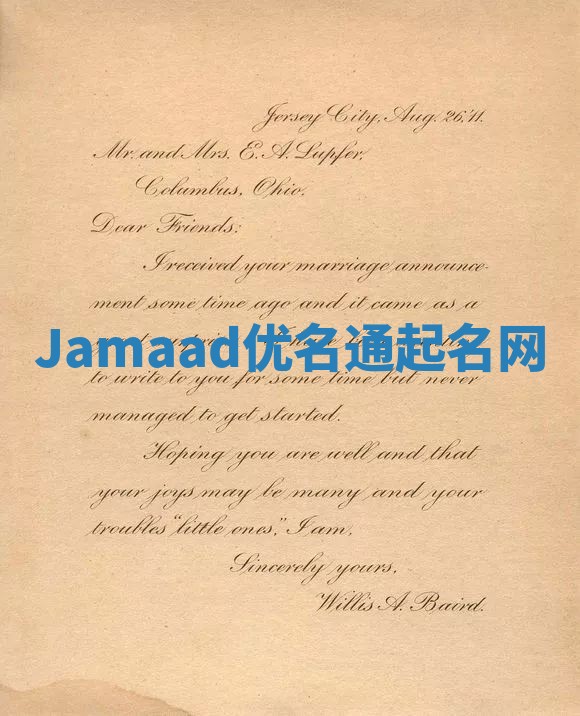 Jersey City, Aug. 26, '11.
Mr. and Mrs. E. A. Lupfer,
Columbus, Ohio.
Dear Friends:
I received your marriage announce-
ment some time ago and it came as a
Jamaad优名通起名网
to write to you for some time but never
managed to get started.
Hoping you are well and that
your joys may be many and your
troubles "little ones," I am,
Sincerely yours,
Willis A. Baird.